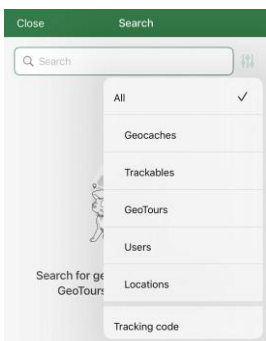 Close Search
Search
All
Geocaches
Trackables
GeoTours
Users
Locations
Tracking code
Search for ge
GeoTours